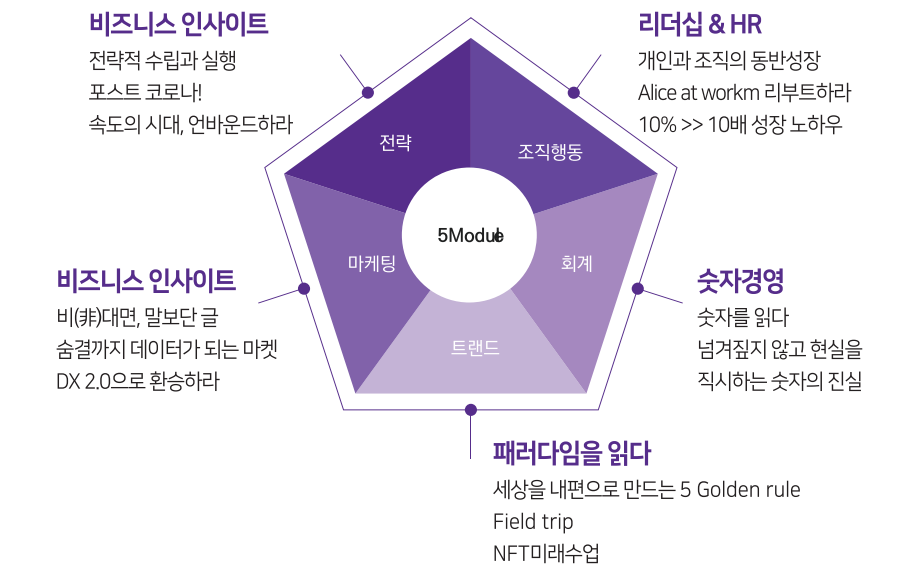 비즈니스 인사이트
전략적 수립과 실행
포스트 코로나!
속도의 시대, 언바운드하라
리더십 & HR
개인과 조직의 동반성장
Alice at workm 리부트하라
10% >> 10배 성장 노하우
전략
조직행동
5Module
마케팅
회계
트랜드
비즈니스 인사이트
비(非)대면, 말보단 글
숨결까지 데이터가 되는 마켓
DX 2.0으로 환승하라
숫자경영
숫자를 읽다
넘겨짚지 않고 현실을
직시하는 숫자의 진실
패러다임을 읽다
세상을 내편으로 만드는 5 Golden rule
Field trip
NFT미래수업